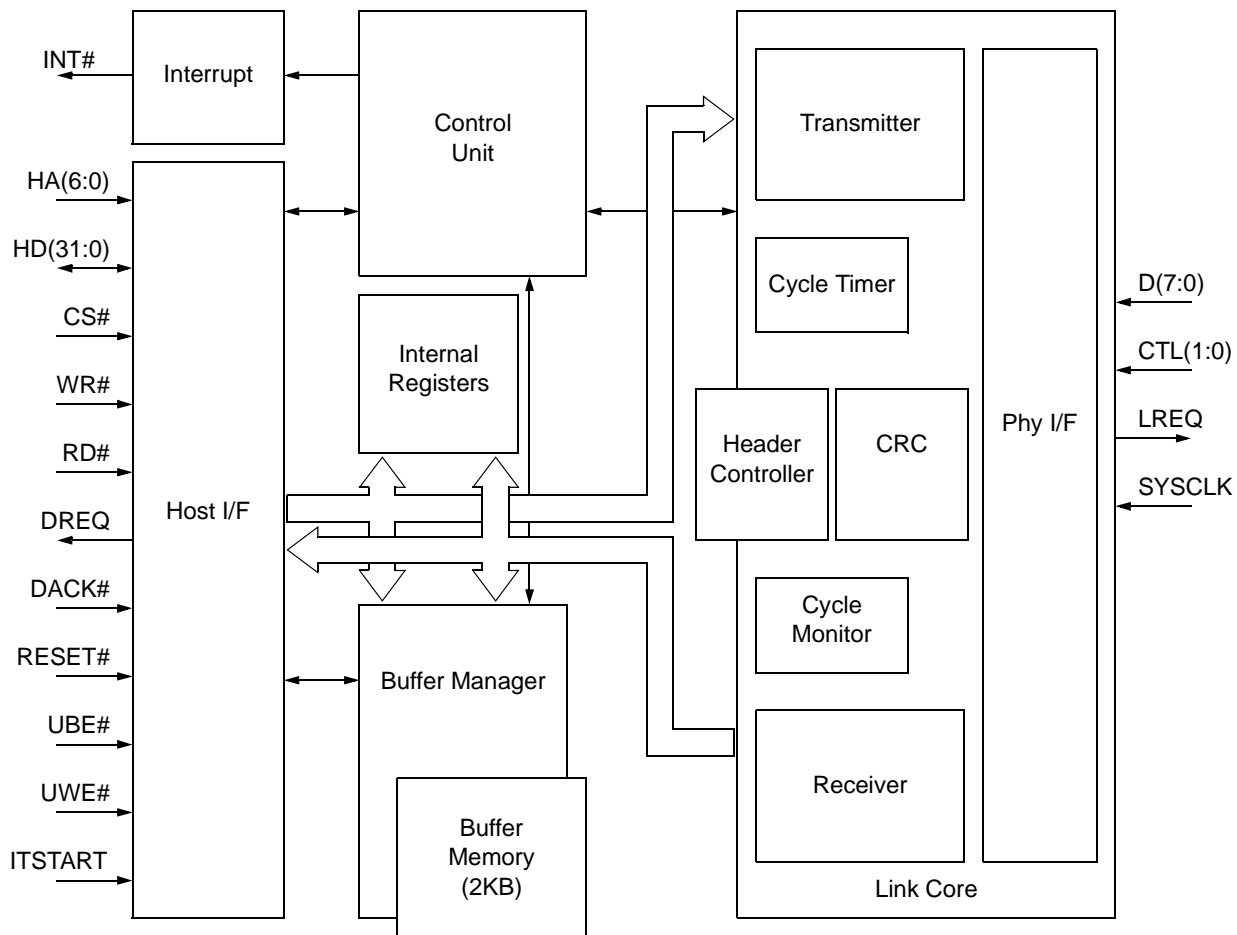 INT#
Interrupt
Control
Unit
HA(6:0)
HD(31:0)
CS#
WR#
RD#
DREQ
DACK#
RESET#
UBE#
UWE#
ITSTART
Host I/F
Internal
Registers
Buffer Manager
Buffer
Memory
(2KB)
Transmitter
Cycle Timer
Header
Controller
CRC
Cycle
Monitor
Receiver
Link Core
Phy I/F
D(7:0)
CTL(1:0)
LREQ
SYSCLK